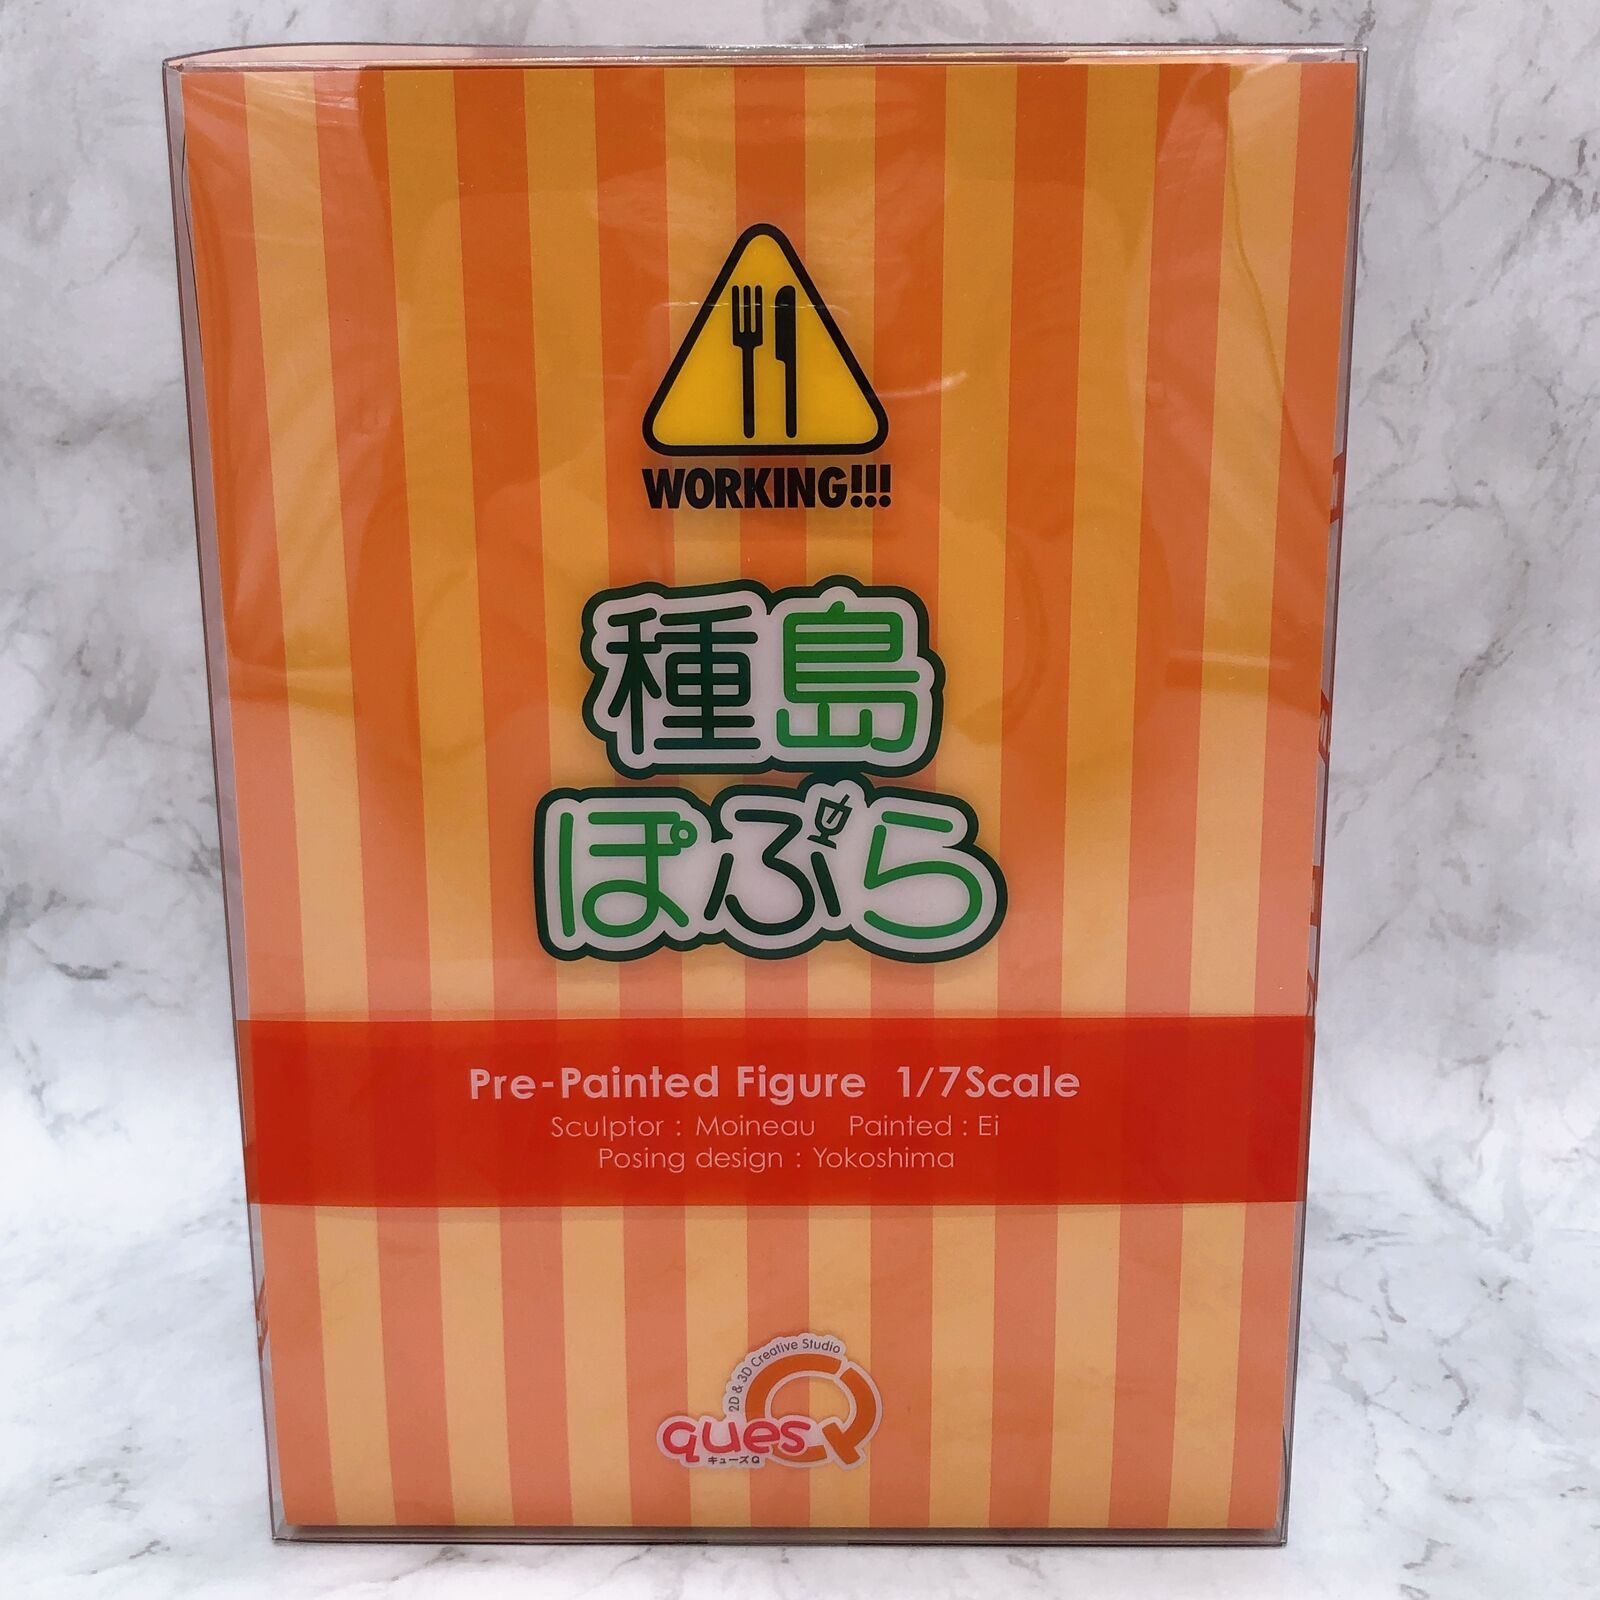 WORKING!!!
種島
ぽぷら
Pre-Painted Figure 1/7Scale
Sculptor : Moineau Painted : Ei
Posing design : Yokoshima
2D & 3D Creative Studio
quesQ
キューズQ